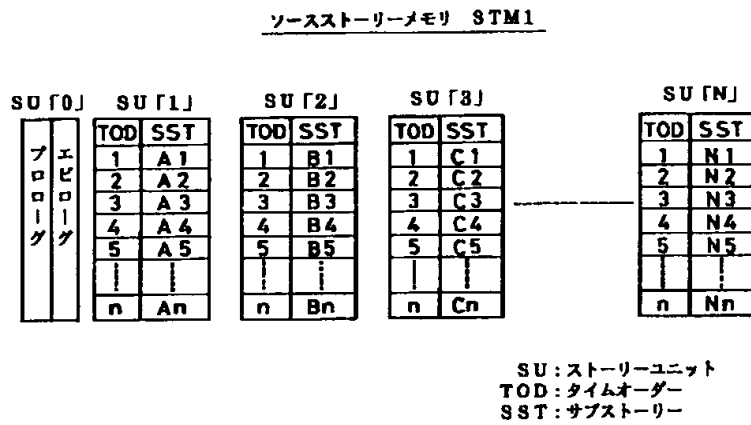 ソースストーリーメモリ STM1
SU「0」 SU「1」 SU「2」 SU「3」 SU「N」
プロローグ
エピローグ
TOD SST TOD SST TOD SST TOD SST
1 A1 1 B1 1 C1 1 N1
2 A2 2 B2 2 C2 2 N2
3 A3 3 B3 3 C3 3 N3
4 A4 4 B4 4 C4 4 N4
5 A5 5 B5 5 C5 5 N5
n An n Bn n Cn n Nn
SU:ストーリーユニット
TOD:タイムオーダー
SST:サブストーリー